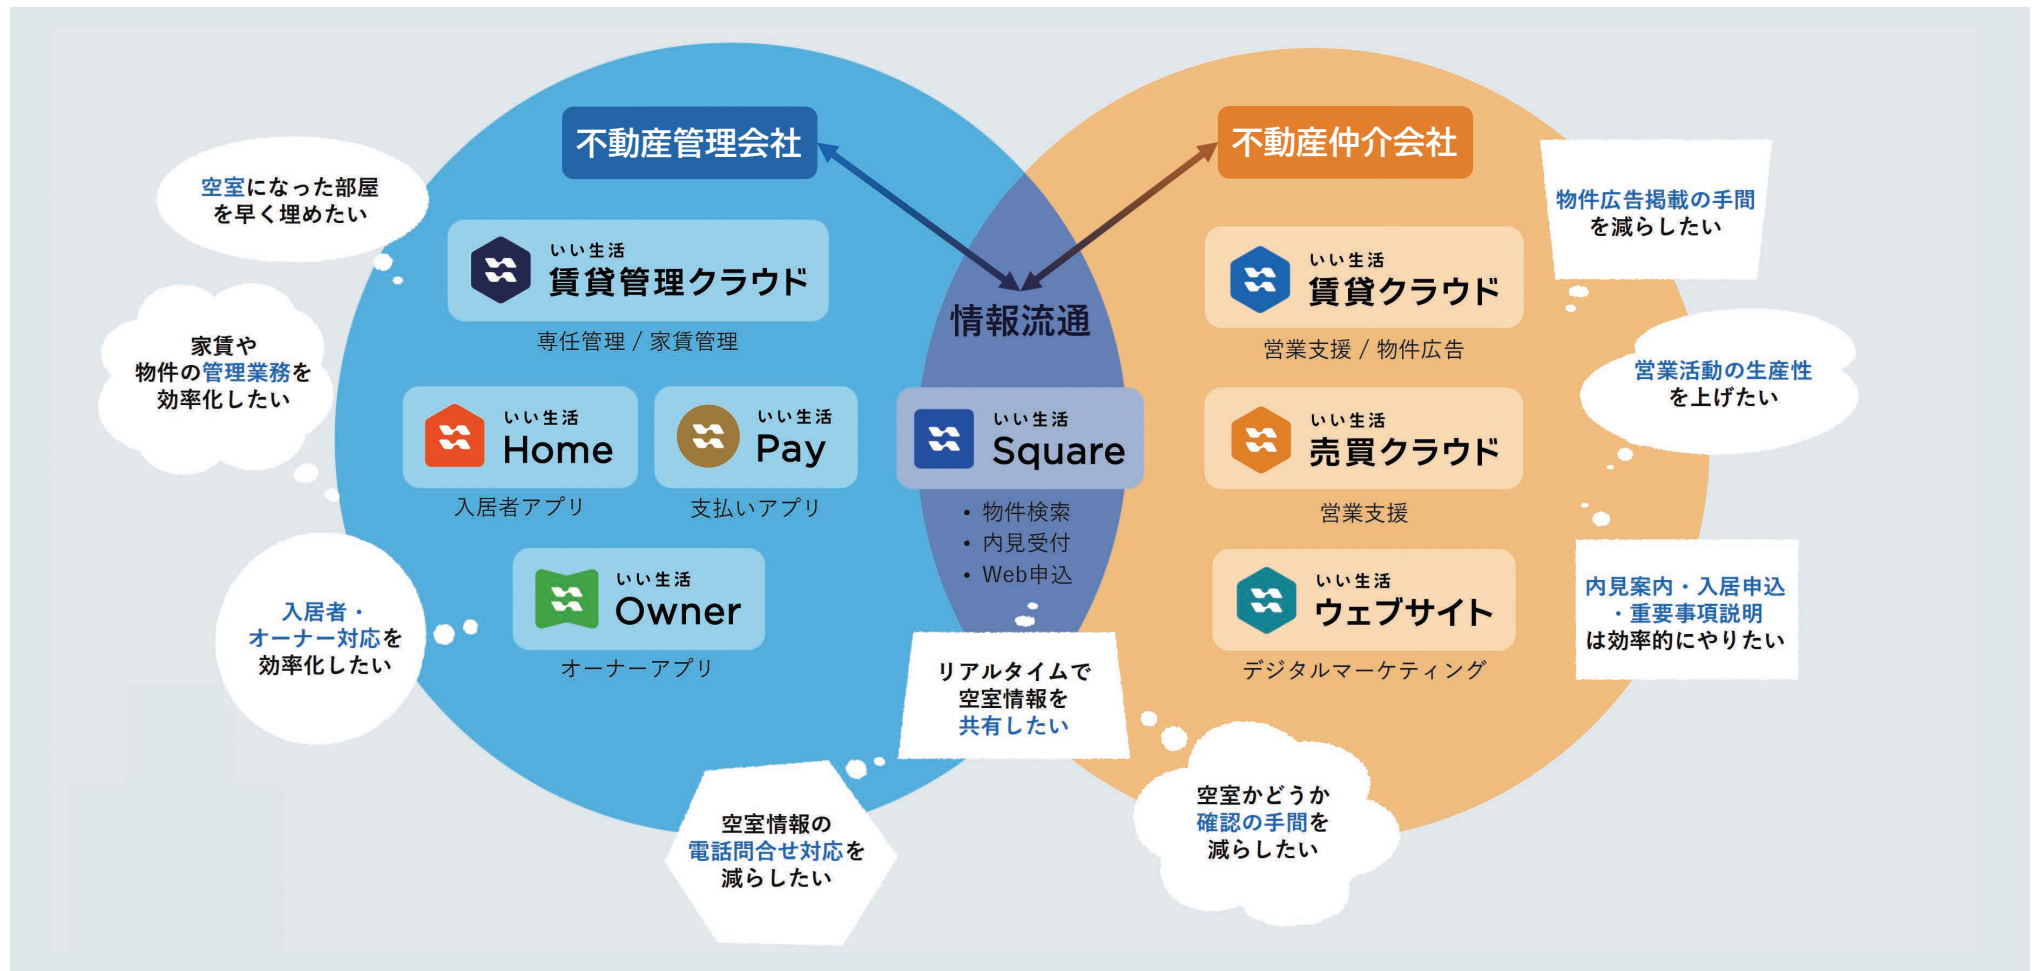 不動産管理会社
不動産仲介会社
空室になった部屋
を早く埋めたい
家賃や
物件の管理業務を
効率化したい
入居者・
オーナー対応を
効率化したい
いい生活
賃貸管理クラウド
専任管理 / 家賃管理
いい生活
Home
入居者アプリ
いい生活
Pay
支払いアプリ
いい生活
Owner
オーナーアプリ
情報流通
いい生活
Square
• 物件検索
• 内見受付
• Web申込
リアルタイムで
空室情報を
共有したい
空室情報の
電話問合せ対応を
減らしたい
空室かどうか
確認の手間を
減らしたい
いい生活
賃貸クラウド
営業支援 / 物件広告
いい生活
売買クラウド
営業支援
いい生活
ウェブサイト
デジタルマーケティング
物件広告掲載の手間
を減らしたい
営業活動の生産性
を上げたい
内見案内・入居申込
・重要事項説明
は効率的にやりたい